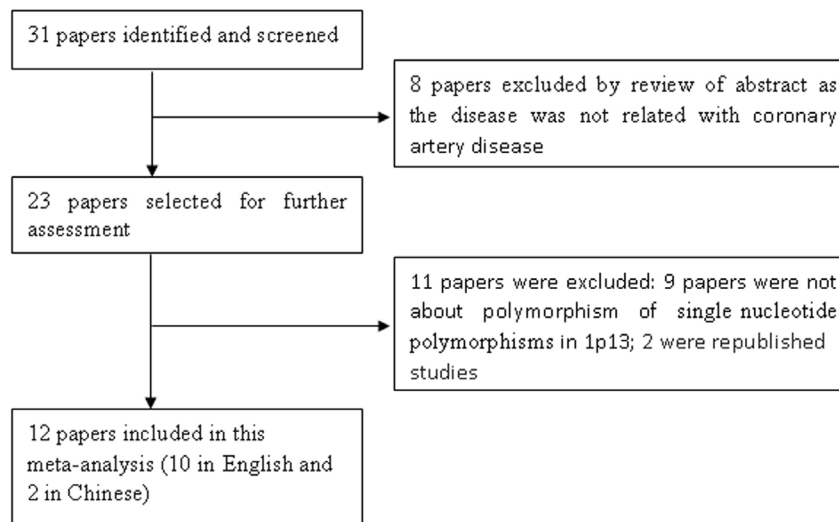 31 papers identified and screened
8 papers excluded by review of abstract as
the disease was not related with coronary
artery disease
23 papers selected for further
assessment
11 papers were excluded: 9 papers were not
about polymorphism of single-nucleotide
polymorphisms in 1p13; 2 were republished
studies
12 papers included in this
meta-analysis (10 in English and
2 in Chinese)